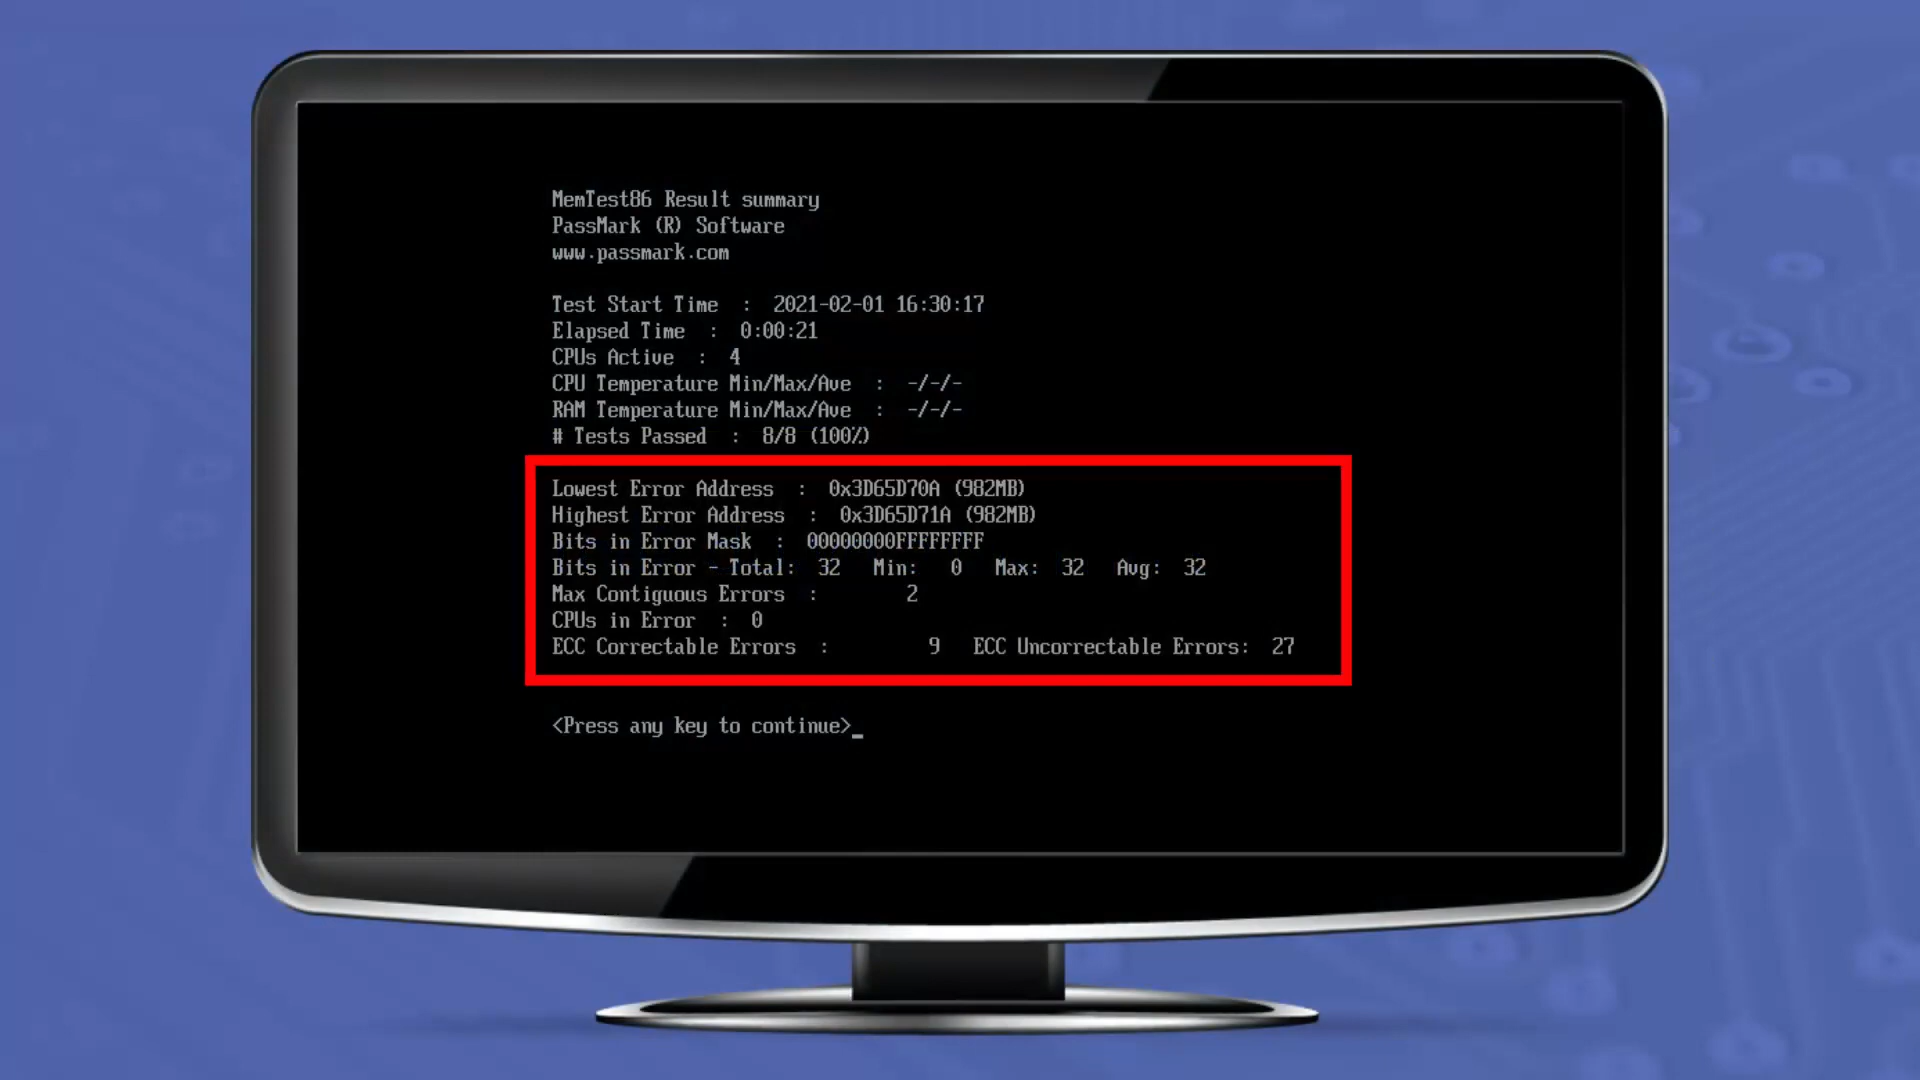 MemTest86 Result summary
PassMark (R) Software
www.passmark.com
Test Start Time : 2021-02-01 16:30:17
Elapsed Time : 0:00:21
CPUs Active : 4
CPU Temperature Min/Max/Ave : -/-/-
RAM Temperature Min/Max/Ave : -/-/-
# Tests Passed : 8/8 (100%)
Lowest Error Address : 0x3D65D70A (982MB)
Highest Error Address : 0x3D65D71A (982MB)
Bits in Error Mask : 00000000FFFFFFFF
Bits in Error - Total: 32 Min: 0 Max: 32 Avg: 32
Max Contiguous Errors : 2
CPUs in Error : 0
ECC Correctable Errors : 9 ECC Uncorrectable Errors: 27
<Press any key to continue>_